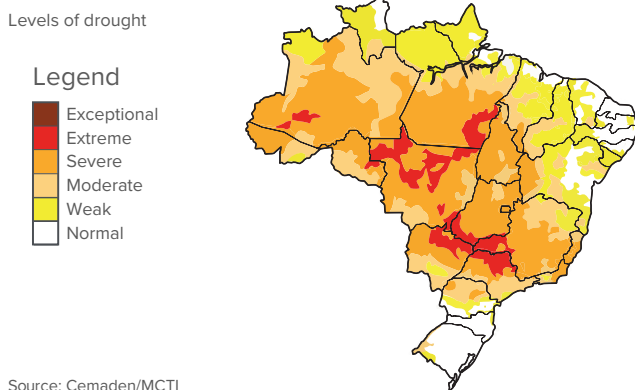 Levels of drought
Legend
Exceptional
Extreme
Severe
Moderate
Weak
Normal
Source: Cemaden/MCTI